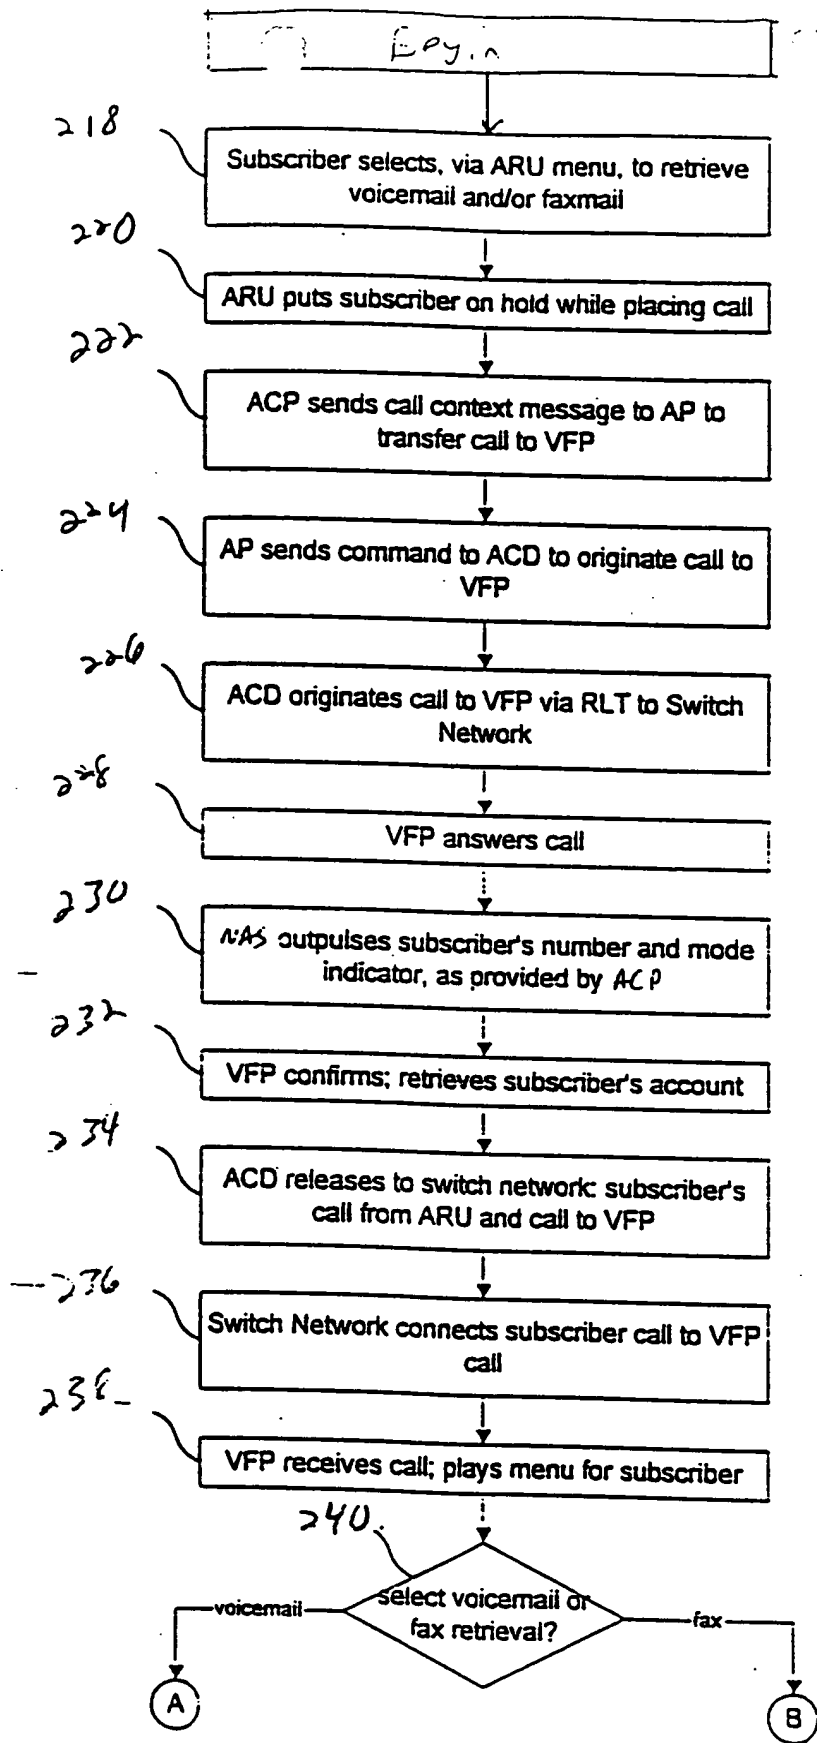 Begin
218
Subscriber selects, via ARU menu, to retrieve
voicemail and/or faxmail
220
ARU puts subscriber on hold while placing call
222
ACP sends call context message to AP to
transfer call to VFP
224
AP sends command to ACD to originate call to
VFP
226
ACD originates call to VFP via RLT to Switch
Network
228
VFP answers call
230
NAS outpulses subscriber's number and mode
indicator, as provided by ACP
232
VFP confirms; retrieves subscriber's account
234
ACD releases to switch network: subscriber's
call from ARU and call to VFP
236
Switch Network connects subscriber call to VFP
call
238
VFP receives call; plays menu for subscriber
240
select voicemail or
fax retrieval?
voicemail
fax
A
B